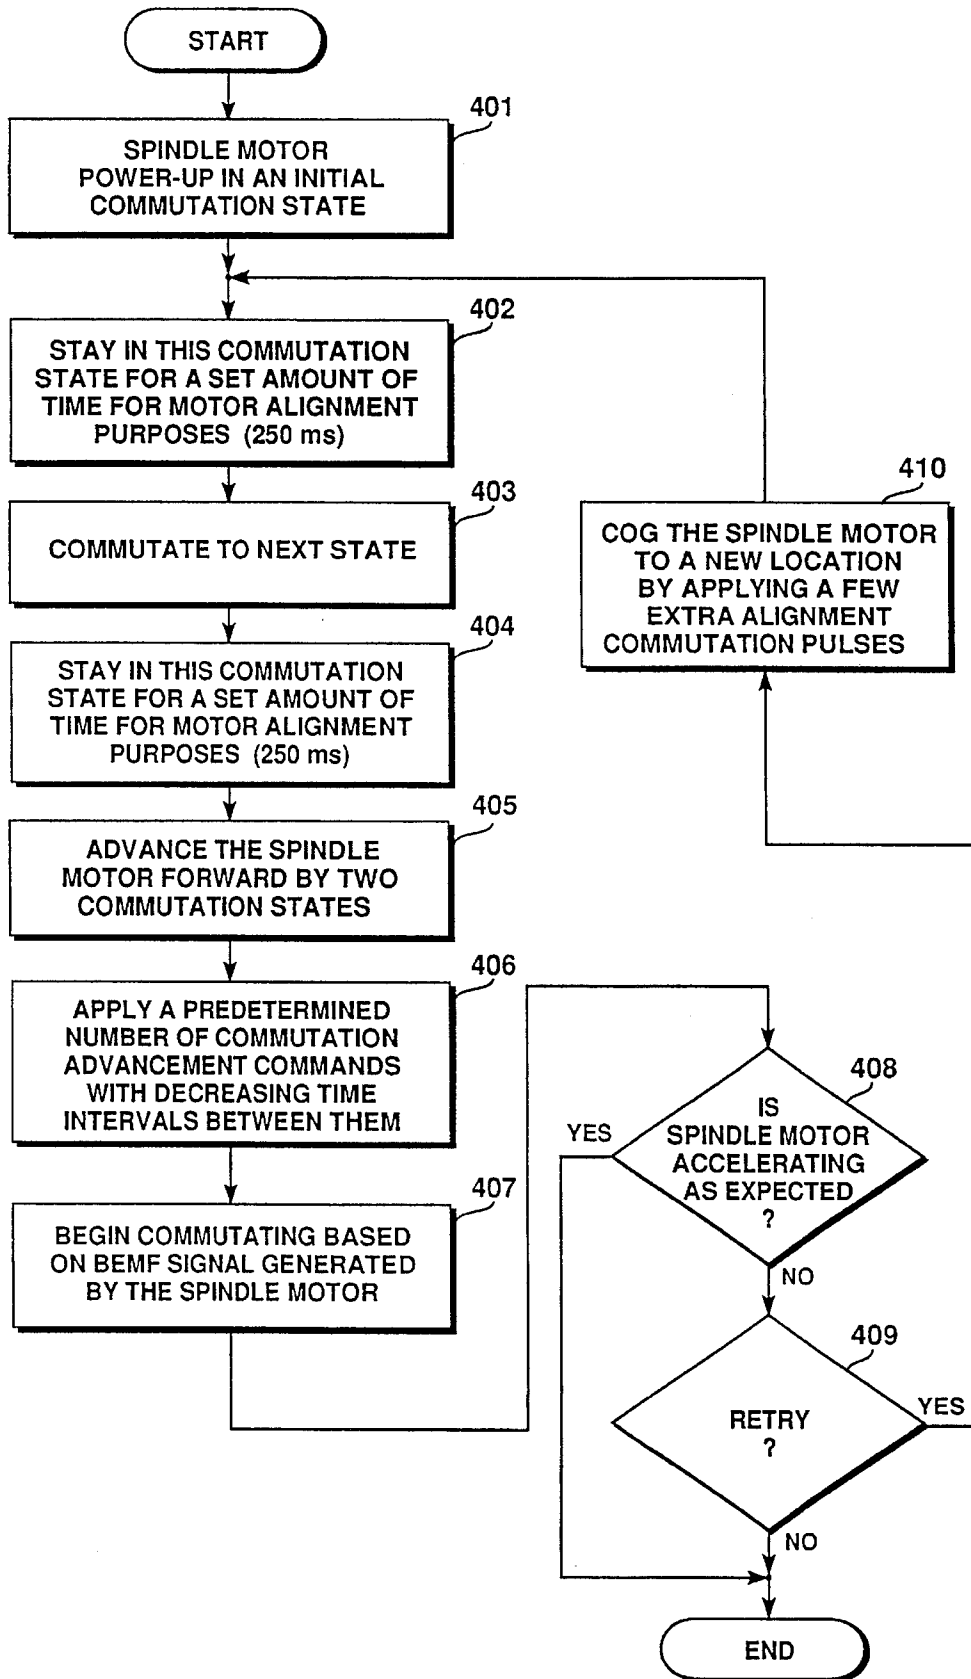 START
401
SPINDLE MOTOR
POWER-UP IN AN INITIAL
COMMUTATION STATE
402
STAY IN THIS COMMUTATION
STATE FOR A SET AMOUNT OF
TIME FOR MOTOR ALIGNMENT
PURPOSES (250 ms)
403
COMMUTATE TO NEXT STATE
404
STAY IN THIS COMMUTATION
STATE FOR A SET AMOUNT OF
TIME FOR MOTOR ALIGNMENT
PURPOSES (250 ms)
405
ADVANCE THE SPINDLE
MOTOR FORWARD BY TWO
COMMUTATION STATES
406
APPLY A PREDETERMINED
NUMBER OF COMMUTATION
ADVANCEMENT COMMANDS
WITH DECREASING TIME
INTERVALS BETWEEN THEM
407
BEGIN COMMUTATING BASED
ON BEMF SIGNAL GENERATED
BY THE SPINDLE MOTOR
408
IS
SPINDLE MOTOR
ACCELERATING
AS EXPECTED
?
YES
NO
409
RETRY
?
YES
NO
410
COG THE SPINDLE MOTOR
TO A NEW LOCATION
BY APPLYING A FEW
EXTRA ALIGNMENT
COMMUTATION PULSES
END